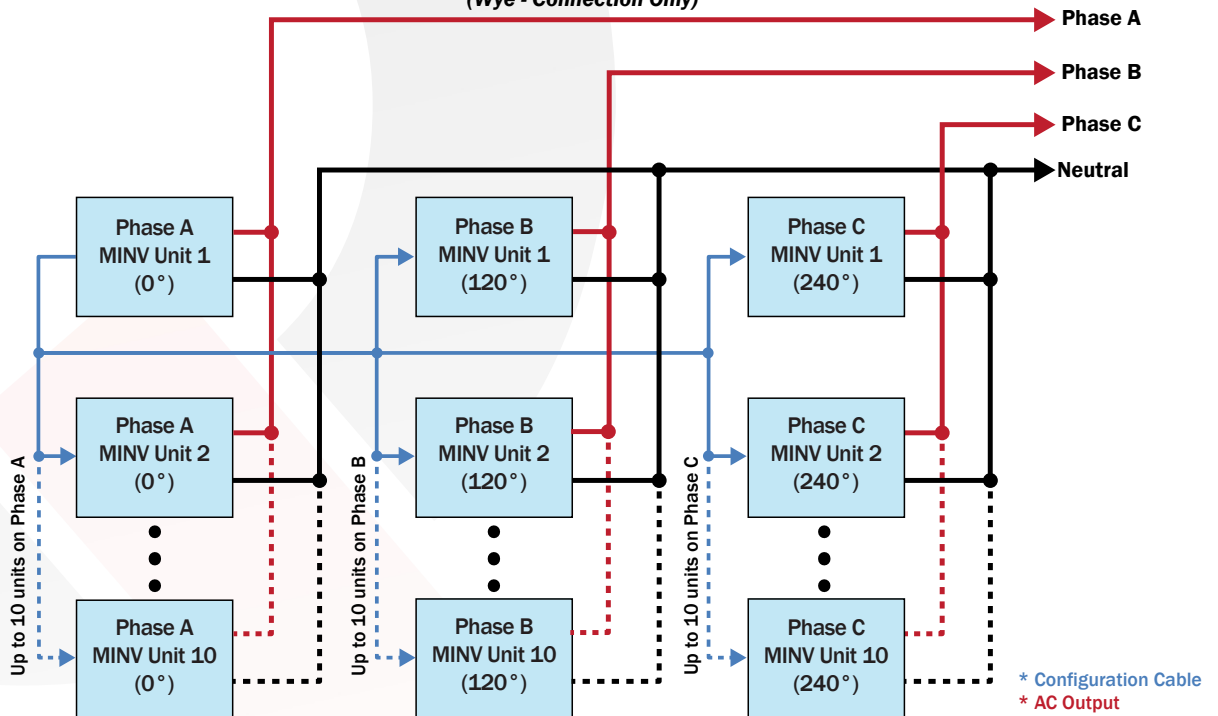 (Wye - Connection Only)
Phase A
Phase B
Phase C
Neutral
Phase A
MINV Unit 1
(0°)
Phase B
MINV Unit 1
(120°)
Phase C
MINV Unit 1
(240°)
Phase A
MINV Unit 2
(0°)
Phase B
MINV Unit 2
(120°)
Phase C
MINV Unit 2
(240°)
Up to 10 units on Phase A
Up to 10 units on Phase B
Up to 10 units on Phase C
Phase A
MINV Unit 10
(0°)
Phase B
MINV Unit 10
(120°)
Phase C
MINV Unit 10
(240°)
* Configuration Cable
* AC Output